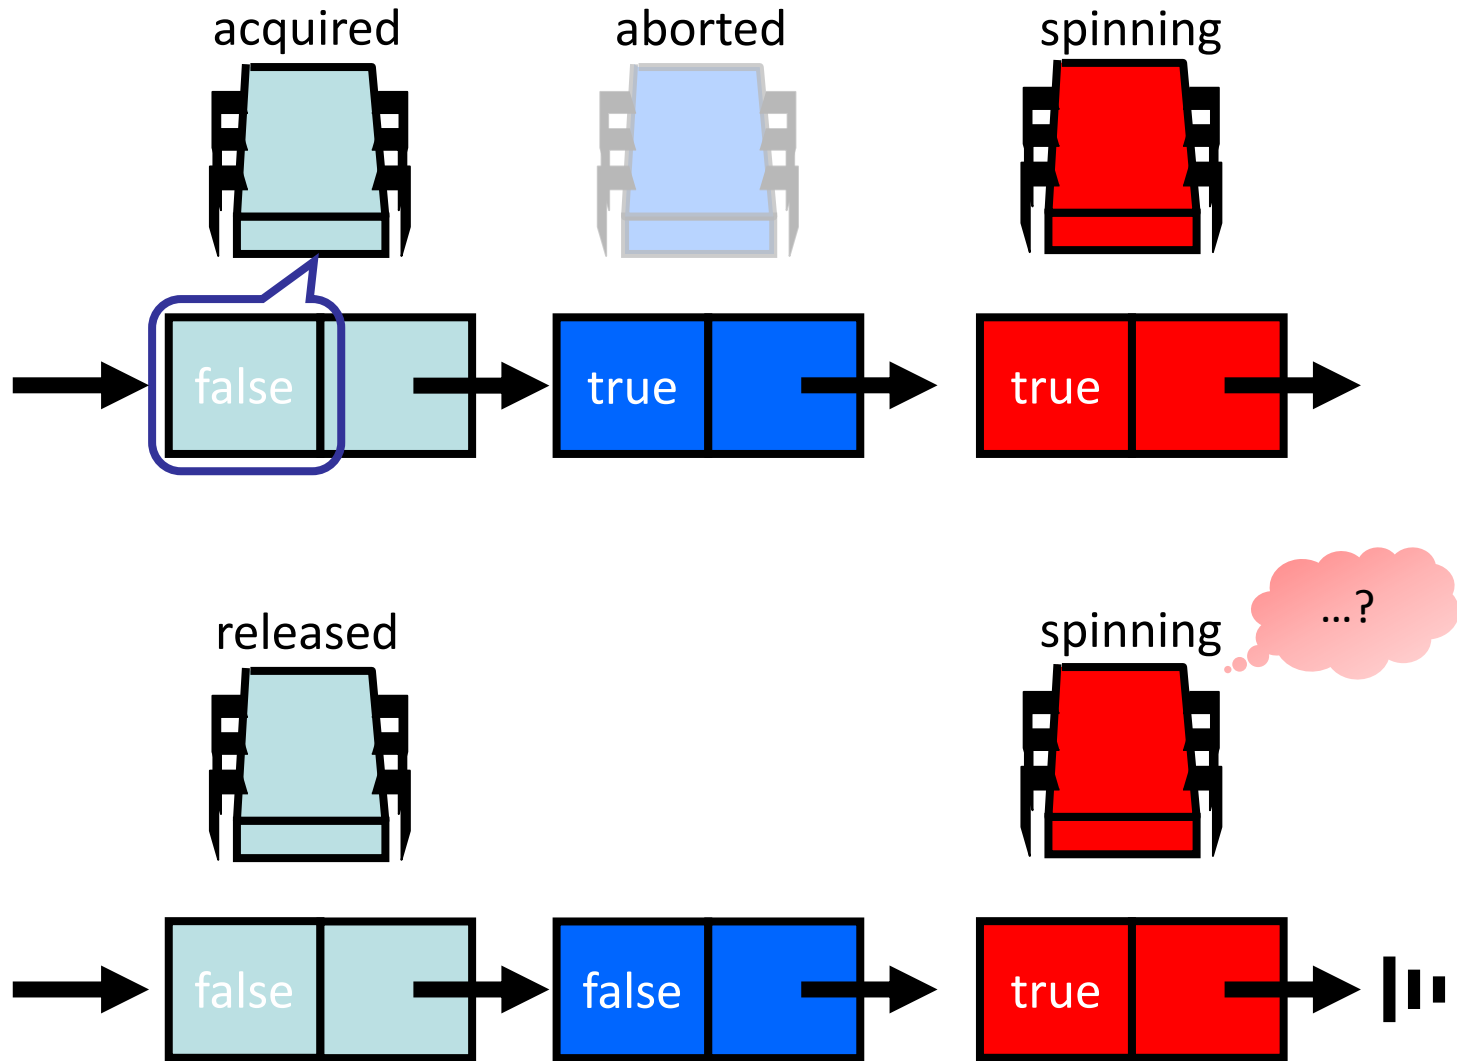 acquired aborted spinning
false true true
released spinning ...?
false false true